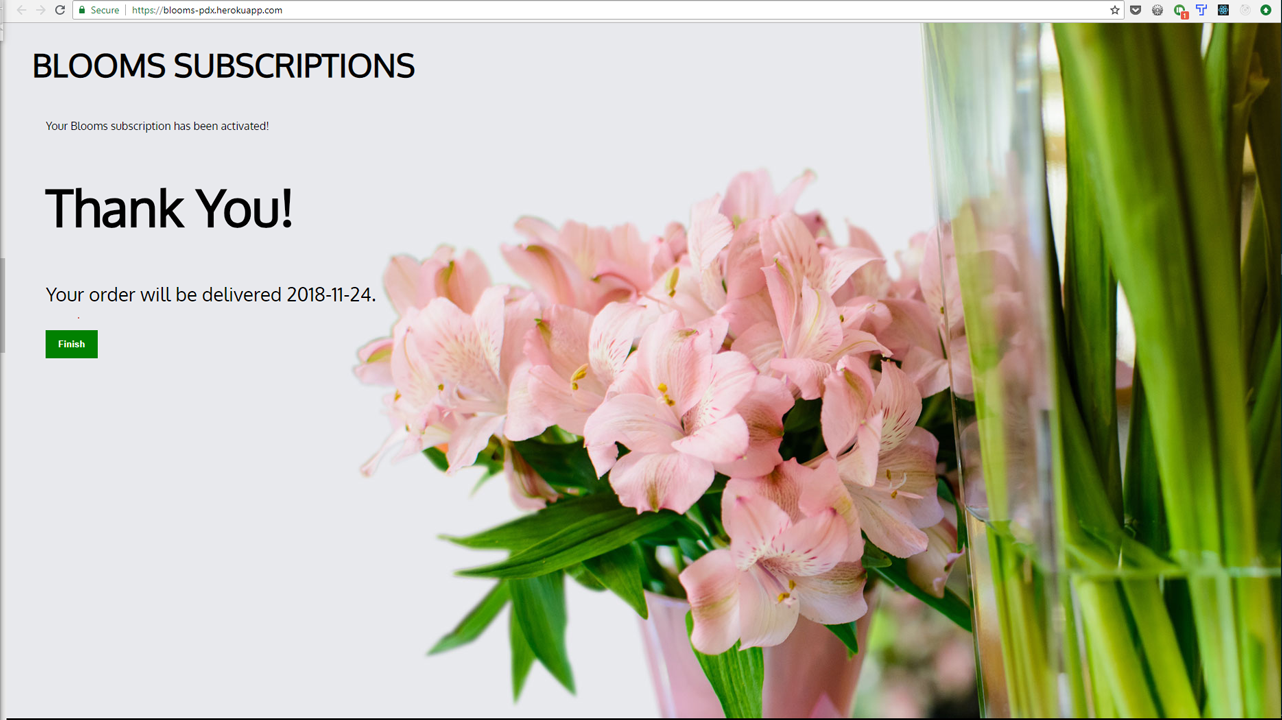 Secure
https://blooms-pdx.herokuapp.com
1
BLOOMS SUBSCRIPTIONS
Your Blooms subscription has been activated!
Thank You!
Your order will be delivered 2018-11-24.
Finish